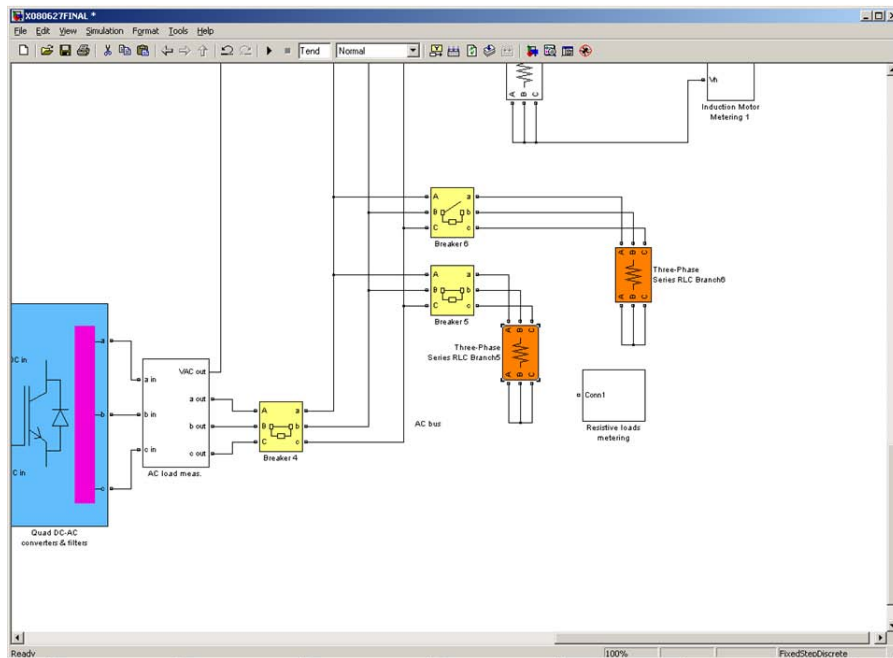 X080627FINAL *
File Edit View Simulation Format Tools Help
Tend Normal
Vh
A B C
Induction Motor
Metering 1
A a
B b
C c
Breaker 6
A B C
Three-Phase
Series RLC Branch6
A B C
A a
B b
C c
Breaker 5
A B C
Three-Phase
Series RLC Branch5
A B C
Conn1
Resistive loads
metering
AC bus
DC in
a
b
c
C in
Quad DC-AC
converters & filters
VAC out
a in
a out
b in
b out
c in
c out
AC load meas.
A a
B b
C c
Breaker 4
Ready 100% FixedStepDiscrete